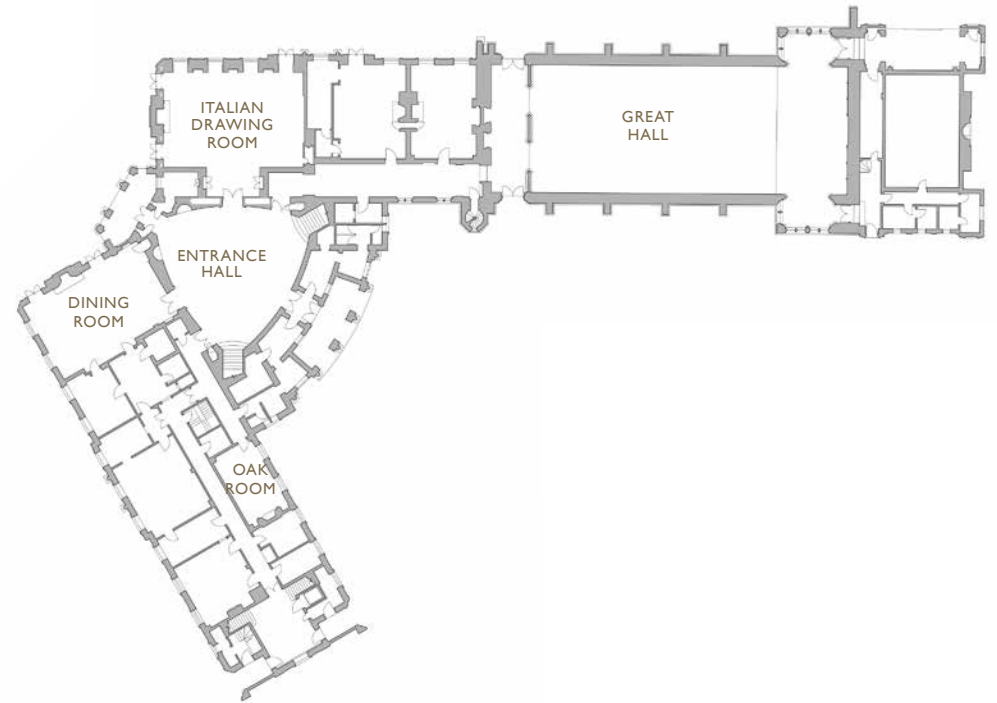 ITALIAN
DRAWING
ROOM
GREAT
HALL
ENTRANCE
HALL
DINING
ROOM
OAK
ROOM